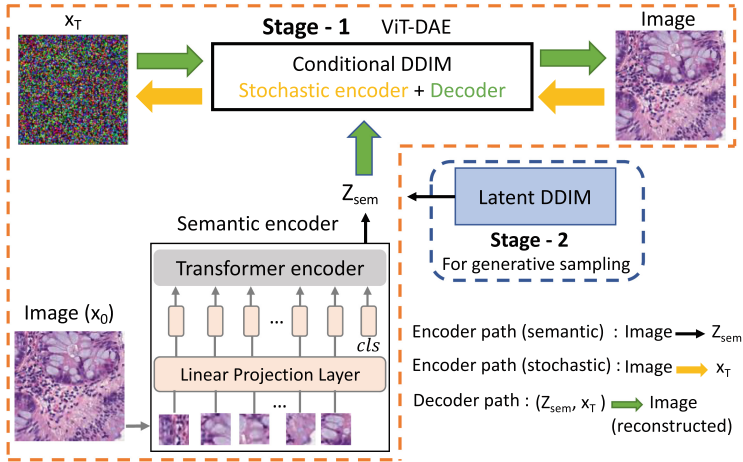 x_T
Stage - 1 ViT-DAE
Image
Conditional DDIM
Stochastic encoder + Decoder
Z_sem
Latent DDIM
Stage - 2
For generative sampling
Semantic encoder
Transformer encoder
...
cls
Image (x_0)
Linear Projection Layer
...
Encoder path (semantic) : Image Z_sem
Encoder path (stochastic) : Image x_T
Decoder path : (Z_sem, x_T) Image
(reconstructed)